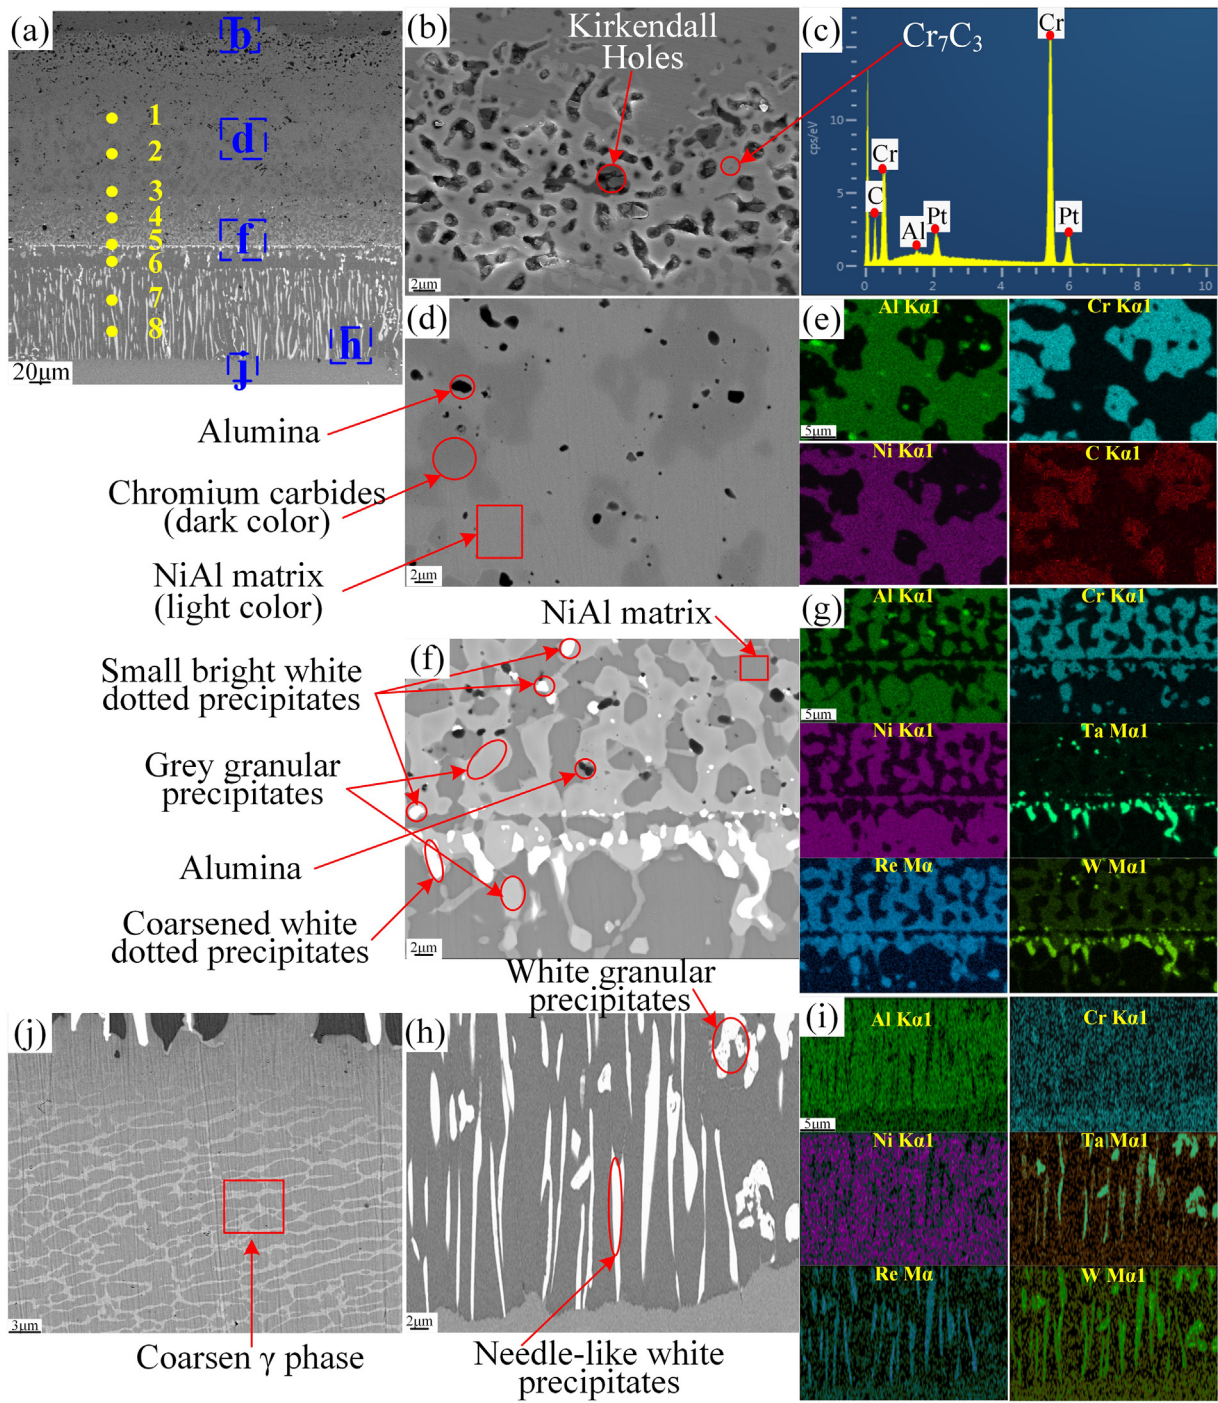 (a)
b
1
2
d
3
4
f
5
6
7
8
h
j
20μm
(b)
Kirkendall
Holes
2μm
Cr₇C₃
(c)
cps/eV
10
5
0
Cr
Cr
C
Al
Pt
Pt
0
2
4
6
8
10
(d)
Alumina
Chromium carbides
(dark color)
NiAl matrix
(light color)
2μm
(e)
Al Kα1
Cr Kα1
5μm
Ni Kα1
C Kα1
NiAl matrix
(f)
Small bright white
dotted precipitates
Grey granular
precipitates
Alumina
Coarsened white
dotted precipitates
2μm
(g)
Al Kα1
Cr Kα1
5μm
Ni Kα1
Ta Mα1
Re Mα
W Mα1
White granular
precipitates
(j)
3μm
Coarsen γ phase
(h)
2μm
Needle-like white
precipitates
(i)
Al Kα1
Cr Kα1
5μm
Ni Kα1
Ta Mα1
Re Mα
W Mα1